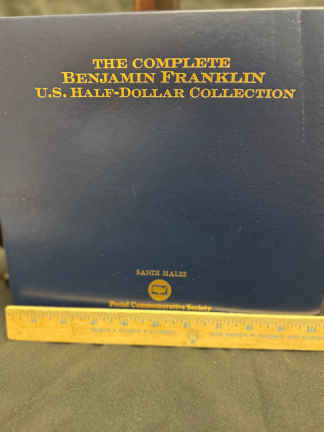 THE COMPLETE
BENJAMIN FRANKLIN
U.S. HALF-DOLLAR COLLECTION
Postal Commemorative Society